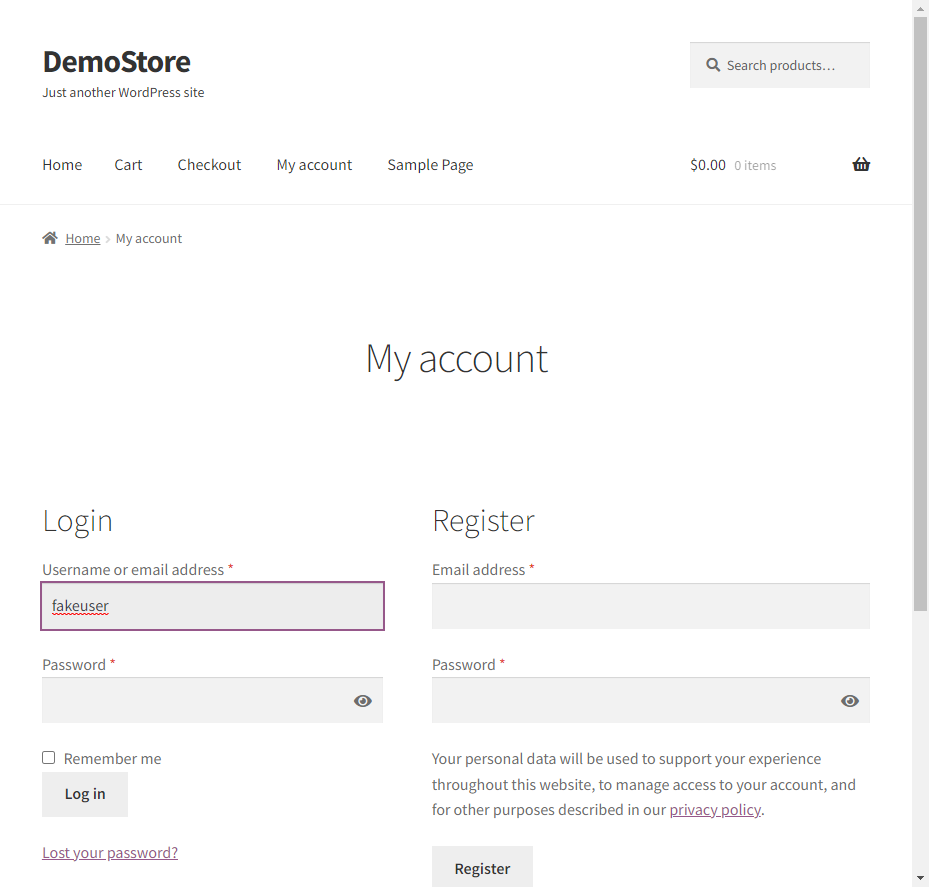 DemoStore
Just another WordPress site
Search products…
Home Cart Checkout My account Sample Page
$0.00 0 items
Home › My account
My account
Login
Username or email address *
fakeuser
Password *
Remember me
Log in
Lost your password?
Register
Email address *
Password *
Your personal data will be used to support your experience
throughout this website, to manage access to your account, and
for other purposes described in our privacy policy.
Register